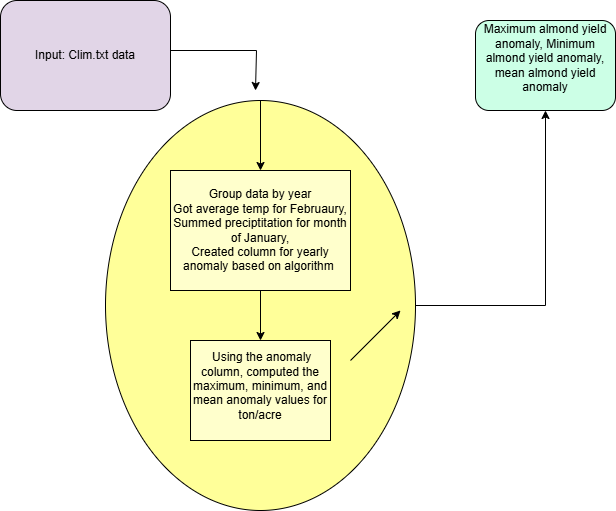 Input: Clim.txt data
Maximum almond yield
anomaly, Minimum
almond yield anomaly,
mean almond yield
anomaly
Group data by year
Got average temp for Februaury,
Summed preciptitation for month
of January,
Created column for yearly
anomaly based on algorithm
Using the anomaly
column, computed the
maximum, minimum, and
mean anomaly values for
ton/acre